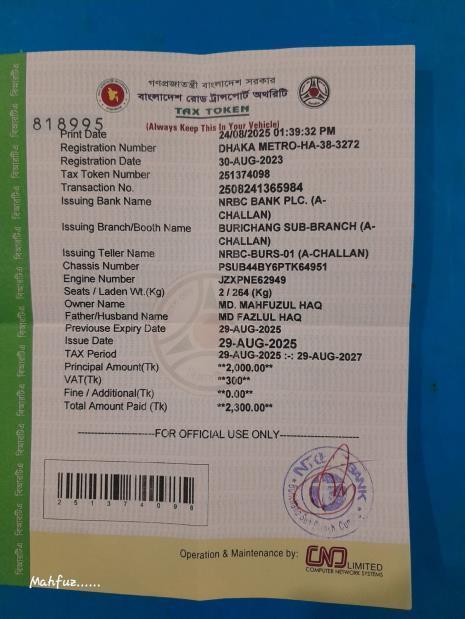 গণপ্রজাতন্ত্রী বাংলাদেশ সরকার
বাংলাদেশ রোড ট্রান্সপোর্ট অথরিটি
TAX TOKEN
818995
(Always Keep This In Your Vehicle)
Print Date 24/08/2025 01:39:32 PM
Registration Number DHAKA METRO-HA-38-3272
Registration Date 30-AUG-2023
Tax Token Number 251374098
Transaction No. 2508241365984
Issuing Bank Name NRBC BANK PLC. (A-
CHALLAN)
Issuing Branch/Booth Name BURICHANG SUB-BRANCH (A-
CHALLAN)
Issuing Teller Name NRBC-BURS-01 (A-CHALLAN)
Chassis Number PSUB44BY6PTK64951
Engine Number JZXPNE62949
Seats / Laden Wt.(Kg) 2 / 264 (Kg)
Owner Name MD. MAHFUZUL HAQ
Father/Husband Name MD FAZLUL HAQ
Previouse Expiry Date 29-AUG-2025
Issue Date 29-AUG-2025
TAX Period 29-AUG-2025 :-: 29-AUG-2027
Principal Amount(Tk) **2,000.00**
VAT(Tk) **300**
Fine / Additional(Tk) **0.00**
Total Amount Paid (Tk) **2,300.00**
FOR OFFICIAL USE ONLY
251374098
BANK
Operation & Maintenance by: CNS LIMITED
COMPUTER NETWORK SYSTEMS
বিআরটিএ বিআরটিএ বিআরটিএ বিআরটিএ বিআরটিএ বিআরটিএ বিআরটিএ
Mahfuz......